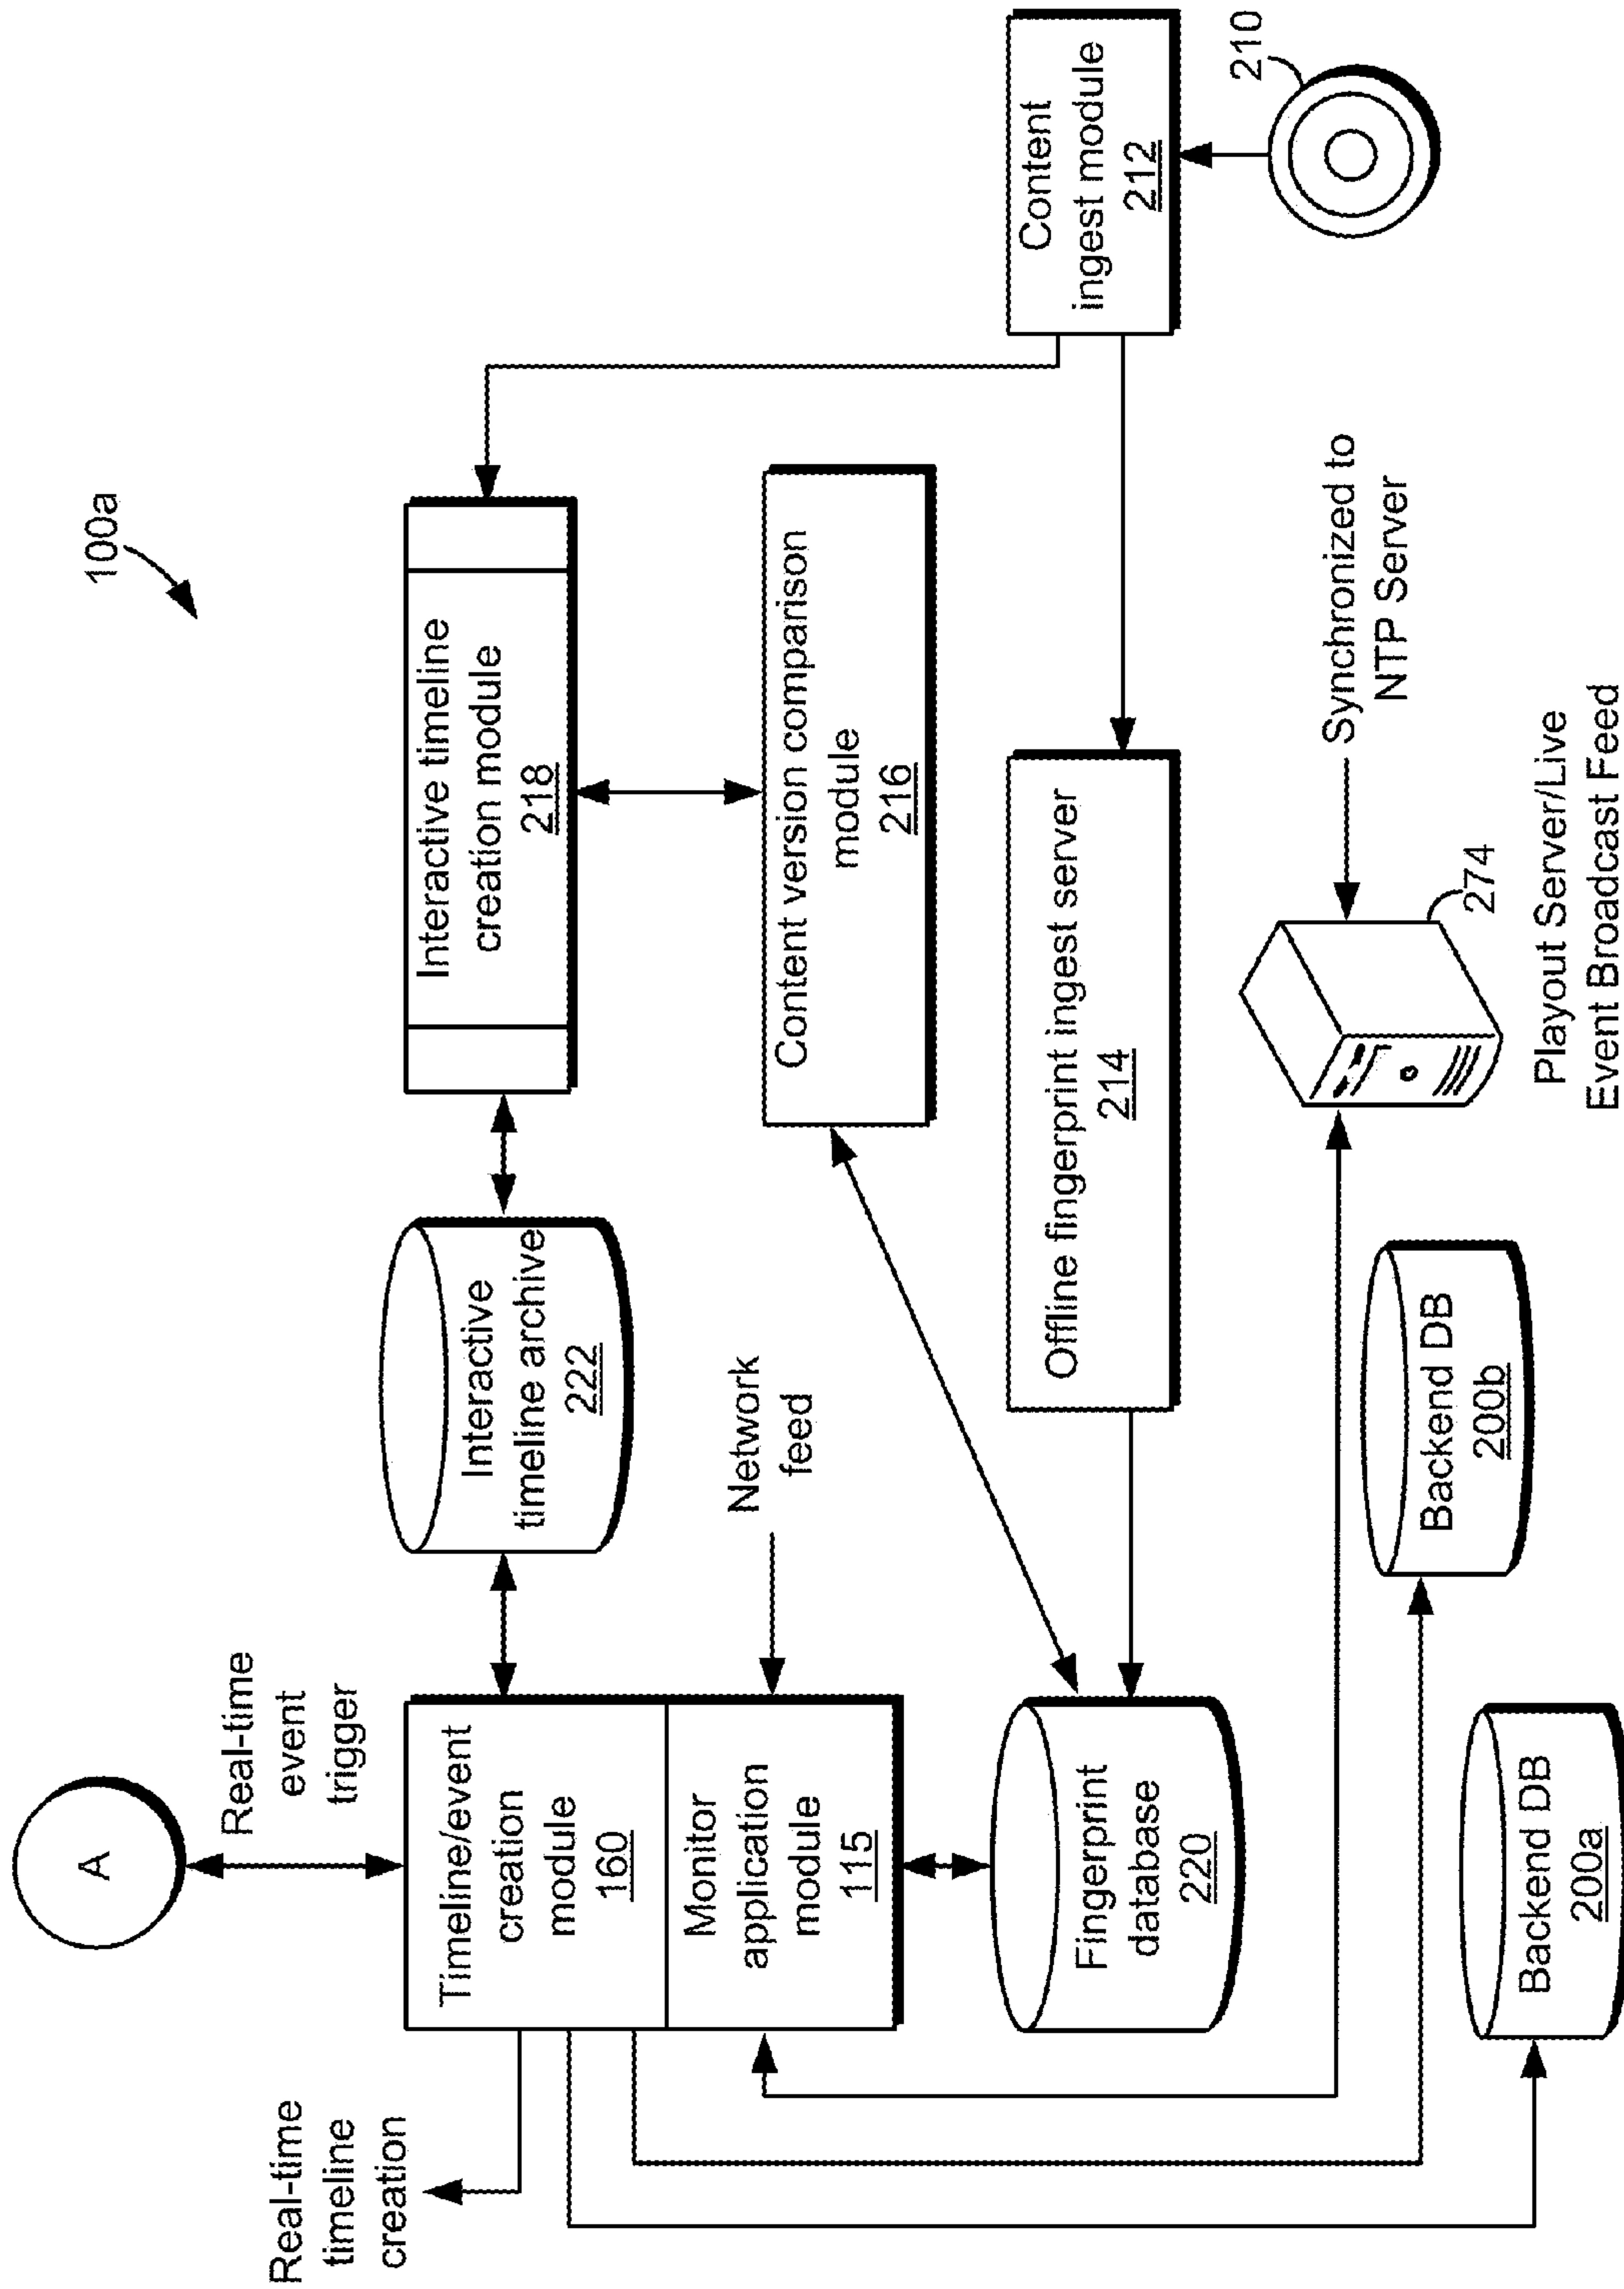 100a
A
Real-time
event
trigger
Real-time
timeline
creation
Timeline/event
creation
module
160
Monitor
application
module
115
Interactive
timeline archive
222
Interactive timeline
creation module
218
Network
feed
Content version comparison
module
216
Fingerprint
database
220
Offline fingerprint ingest server
214
Content
ingest module
212
210
Synchronized to
NTP Server
274
Playout Server/Live
Event Broadcast Feed
Backend DB
200b
Backend DB
200a